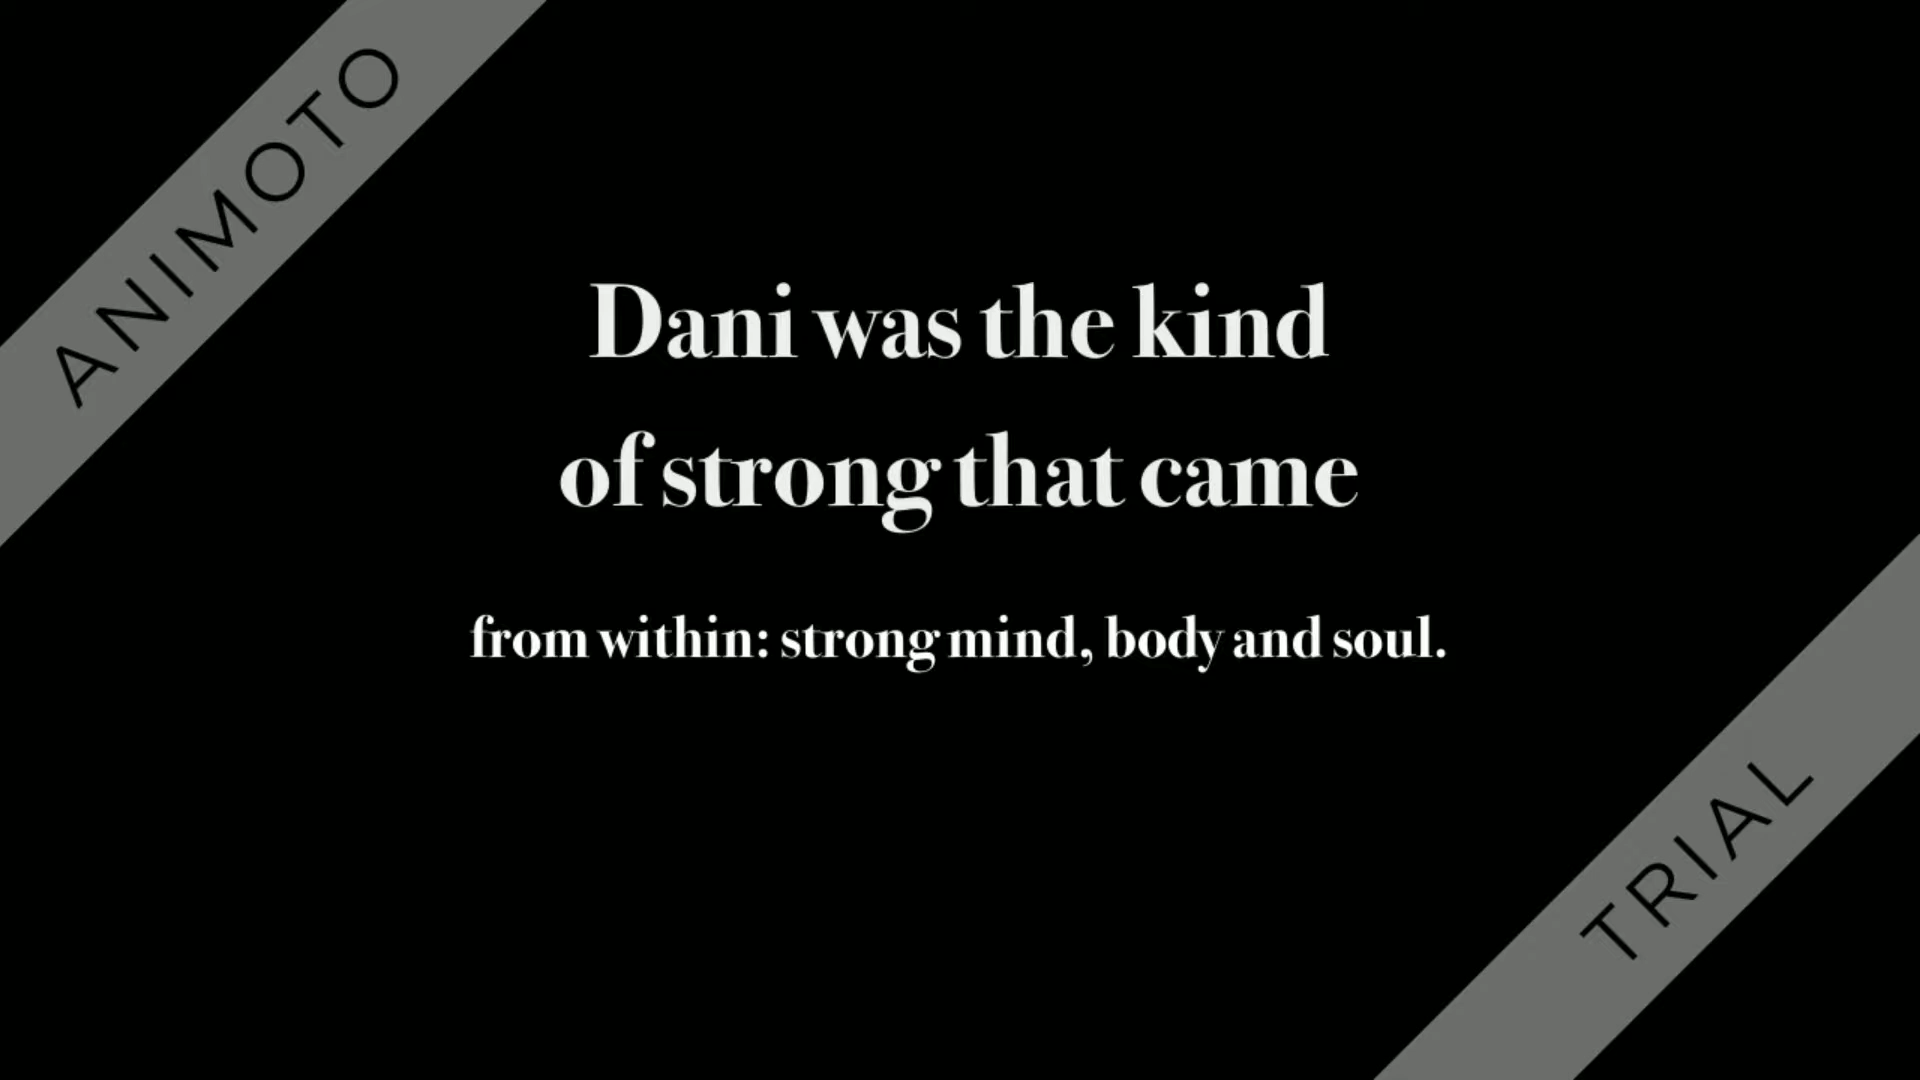 ANIMOTO
Dani was the kind
of strong that came
from within: strong mind, body and soul.
TRIAL